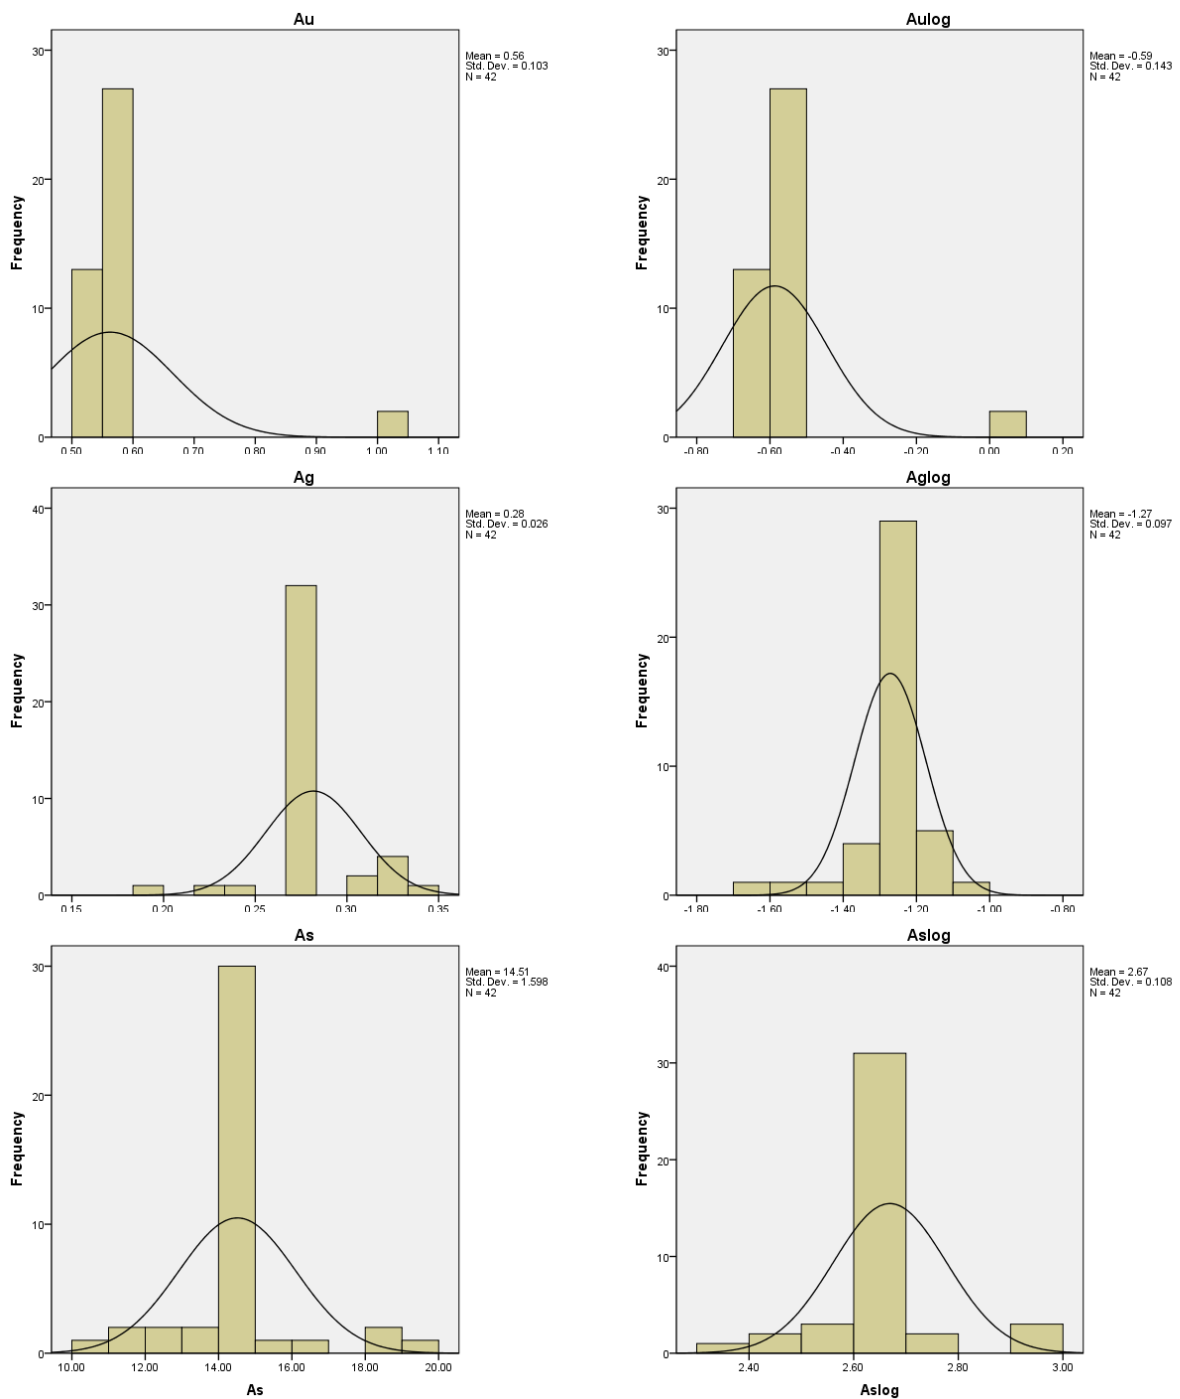 Au
Mean = 0.56
Std. Dev. = 0.103
N = 42
30
20
10
0
Frequency
0.50 0.60 0.70 0.80 0.90 1.00 1.10
Aulog
Mean = -0.59
Std. Dev. = 0.143
N = 42
30
20
10
0
Frequency
-0.80 -0.60 -0.40 -0.20 0.00 0.20
Ag
Mean = 0.28
Std. Dev. = 0.026
N = 42
40
30
20
10
0
Frequency
0.15 0.20 0.25 0.30 0.35
Aglog
Mean = -1.27
Std. Dev. = 0.097
N = 42
30
20
10
0
Frequency
-1.80 -1.60 -1.40 -1.20 -1.00 -0.80
As
Mean = 14.51
Std. Dev. = 1.598
N = 42
30
20
10
0
Frequency
10.00 12.00 14.00 16.00 18.00 20.00
As
Aslog
Mean = 2.67
Std. Dev. = 0.108
N = 42
40
30
20
10
0
Frequency
2.40 2.60 2.80 3.00
Aslog